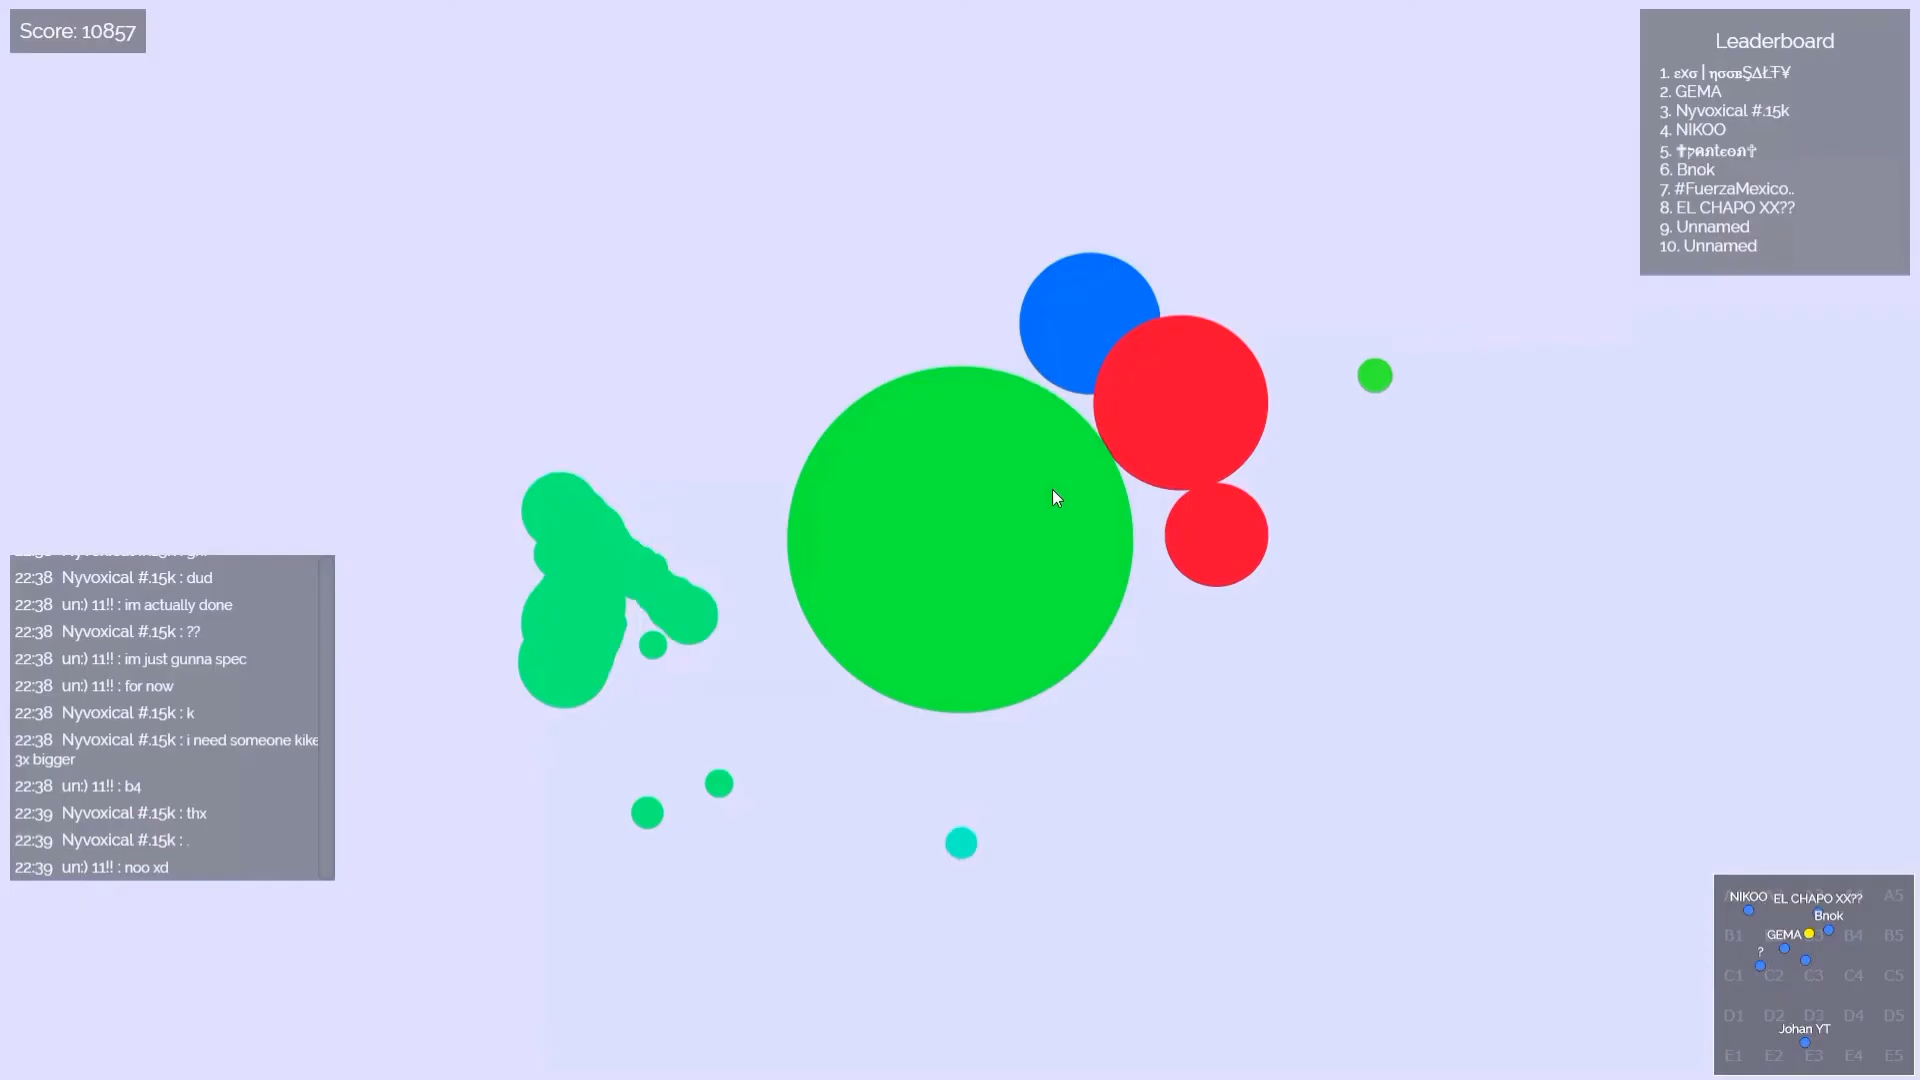 Score: 10857
Leaderboard
1. εxσ | ησσвŞΔŁŦ¥
2. GEMA
3. Nyvoxical #.15k
4. NIKOO
6. Bnok
7. #FuerzaMexico..
8. EL CHAPO XX??
9. Unnamed
10. Unnamed
22:38 Nyvoxical #.15k : dud
22:38 un:) 11!! : im actually done
22:38 Nyvoxical #.15k : ??
22:38 un:) 11!! : im just gunna spec
22:38 un:) 11!! : for now
22:38 Nyvoxical #.15k : k
22:38 Nyvoxical #.15k : i need someone kike
3x bigger
22:38 un:) 11!! : b4
22:39 Nyvoxical #.15k : thx
22:39 Nyvoxical #.15k : .
22:39 un:) 11!! : noo xd
NIKOO EL CHAPO XX?? A5
Bnok
B1 GEMA B4 B5
?
C1 C2 C3 C4 C5
D1 D2 D3 D4 D5
Johan YT
E1 E2 E3 E4 E5